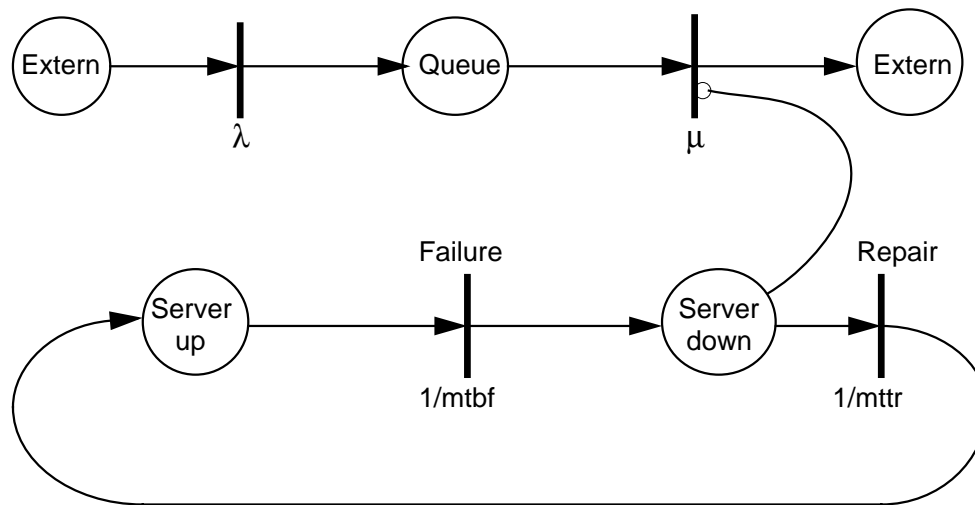 Extern
Queue
Extern
λ
μ
Failure
Repair
Server
up
Server
down
1/mtbf
1/mttr